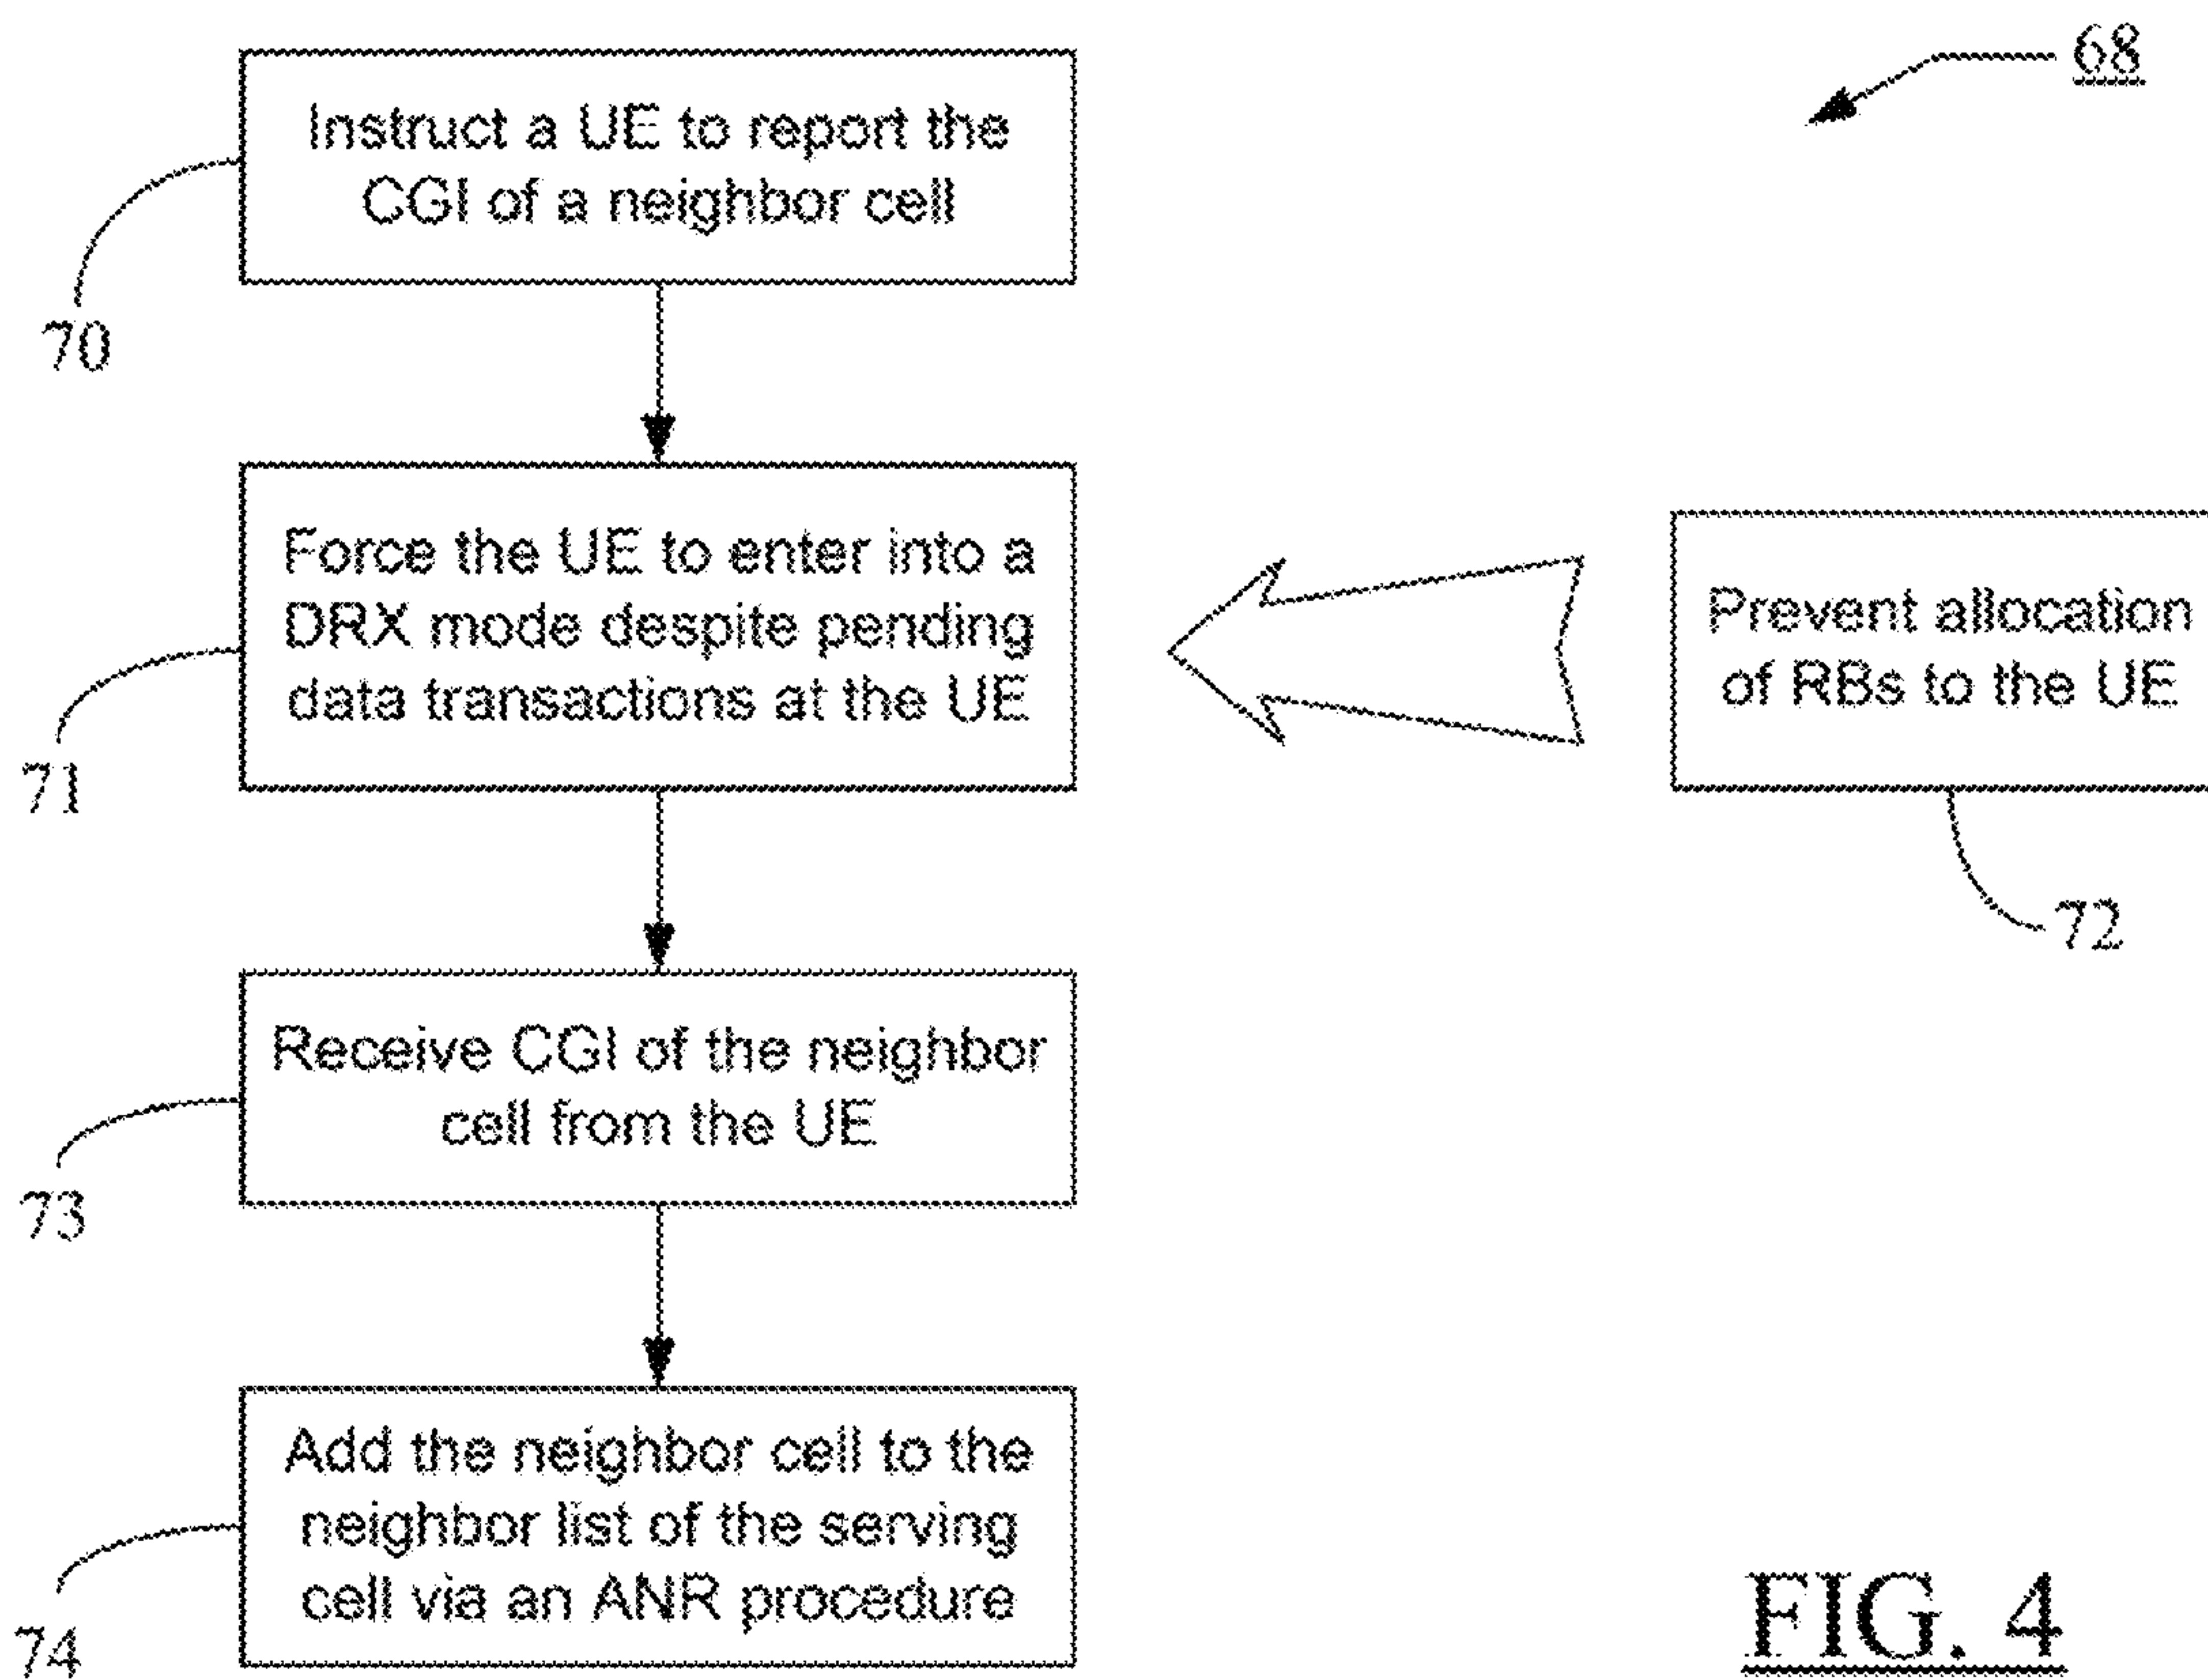 68
Instruct a UE to report the
CGI of a neighbor cell
70
Force the UE to enter into a
DRX mode despite pending
data transactions at the UE
71
Prevent allocation
of RBs to the UE
72
Receive CGI of the neighbor
cell from the UE
73
Add the neighbor cell to the
neighbor list of the serving
cell via an ANR procedure
74
FIG. 4